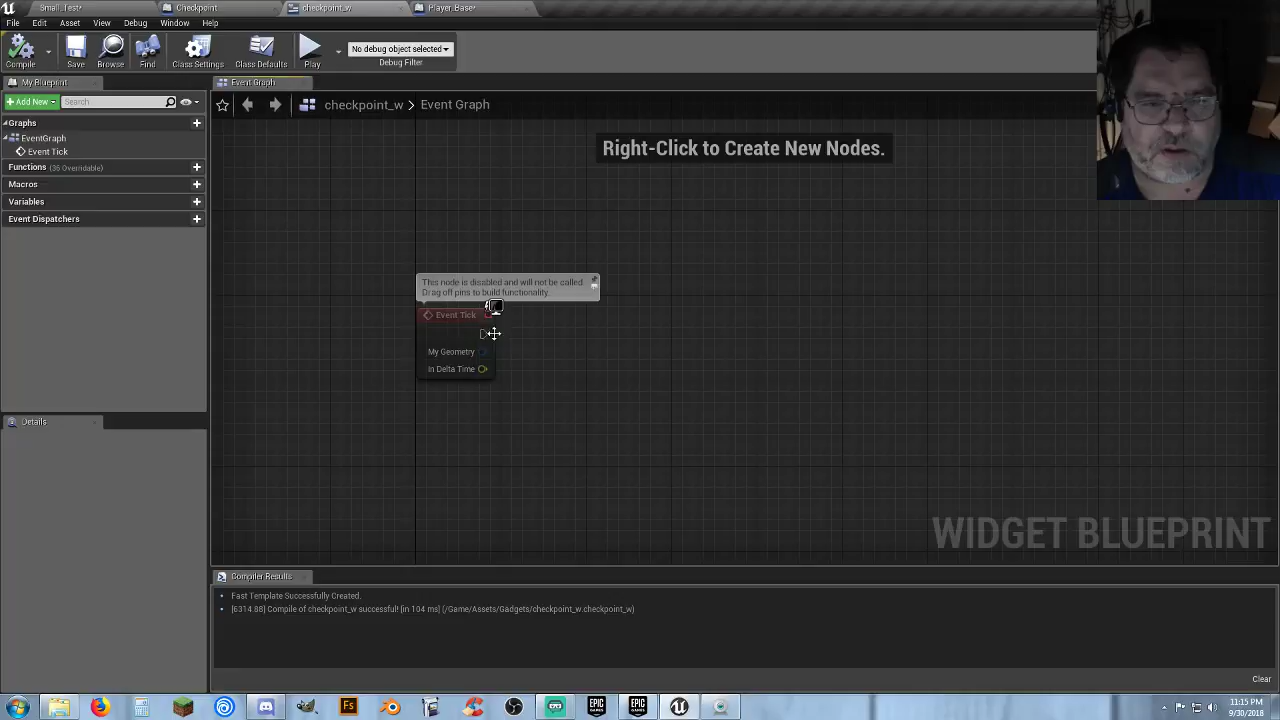 Small_Test*
Checkpoint
checkpoint_w
Player_Base*
File Edit Asset View Debug Window Help
Compile Save Browse Find Class Settings Class Defaults Play
No debug object selected
Debug Filter
My Blueprint
Event Graph
Add New Search
checkpoint_w > Event Graph
Graphs
EventGraph
Event Tick
Functions (36 Overridable)
Macros
Variables
Event Dispatchers
Right-Click to Create New Nodes.
This node is disabled and will not be called.
Drag off pins to build functionality.
Event Tick
My Geometry
In Delta Time
Details
WIDGET BLUEPRINT
Compiler Results
Fast Template Successfully Created.
[6314.88] Compile of checkpoint_w successful! [in 104 ms] (/Game/Assets/Gadgets/checkpoint_w.checkpoint_w)
Clear
Fs
EPIC GAMES
EPIC GAMES
11:15 PM
9/30/2018